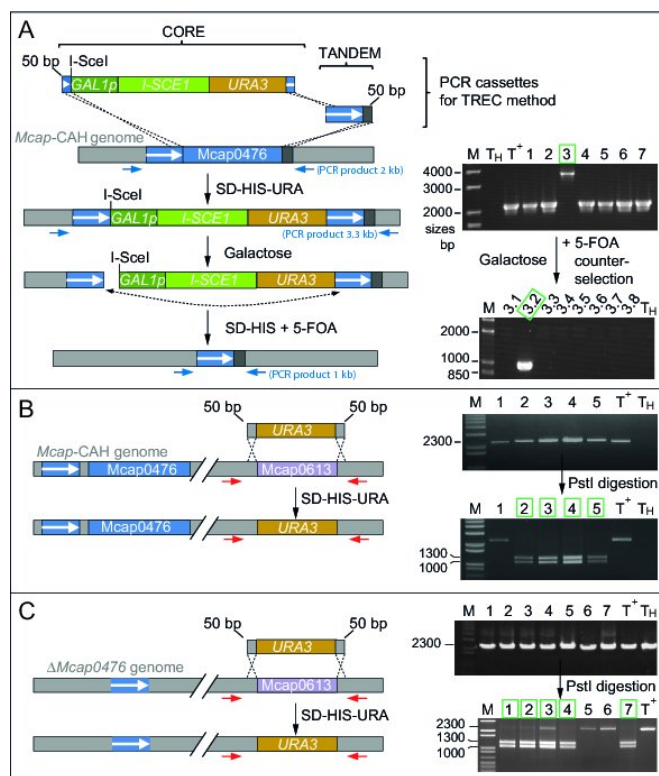 A
CORE
50 bp
I-SceI
TANDEM
GAL1p
I-SCE1
URA3
50 bp
PCR cassettes
for TREC method
Mcap-CAH genome
Mcap0476
(PCR product 2 kb)
SD-HIS-URA
I-SceI
GAL1p
I-SCE1
URA3
(PCR product 3.3 kb)
I-SceI
Galactose
GAL1p
I-SCE1
URA3
SD-HIS + 5-FOA
(PCR product 1 kb)
M TH T+ 1 2 3 4 5 6 7
4000
3000
2000
sizes
bp
Galactose
+ 5-FOA
counter-
selection
M 3.1 3.2 3.3 3.4 3.5 3.6 3.7 3.8 TH
2000
1000
850
B
50 bp
50 bp
URA3
Mcap-CAH genome
Mcap0476
Mcap0613
SD-HIS-URA
Mcap0476
URA3
M 1 2 3 4 5 T+ TH
2300
PstI digestion
M 1 2 3 4 5 T+ TH
1300
1000
C
50 bp
50 bp
URA3
ΔMcap0476 genome
Mcap0613
SD-HIS-URA
URA3
M 1 2 3 4 5 6 7 T+ TH
2300
PstI digestion
M 1 2 3 4 5 6 7 T+
2300
1300
1000